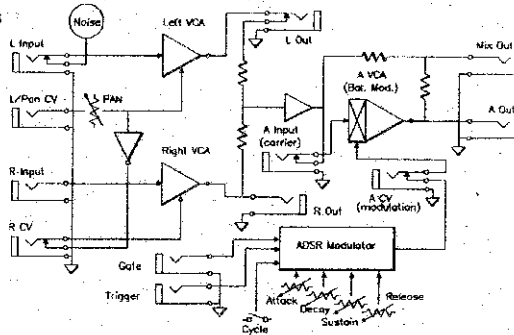 Left VCA
Noise
L Input
L Out
Mix Out
A VCA
(Bal. Mod.)
L/Pan CV
PAN
A Input
(carrier)
A Out
Right VCA
R-Input
A CV
(modulation)
R Out
R CV
ADSR Modulator
Gate
Trigger
Attack
Decay
Sustain
Release
Cycle